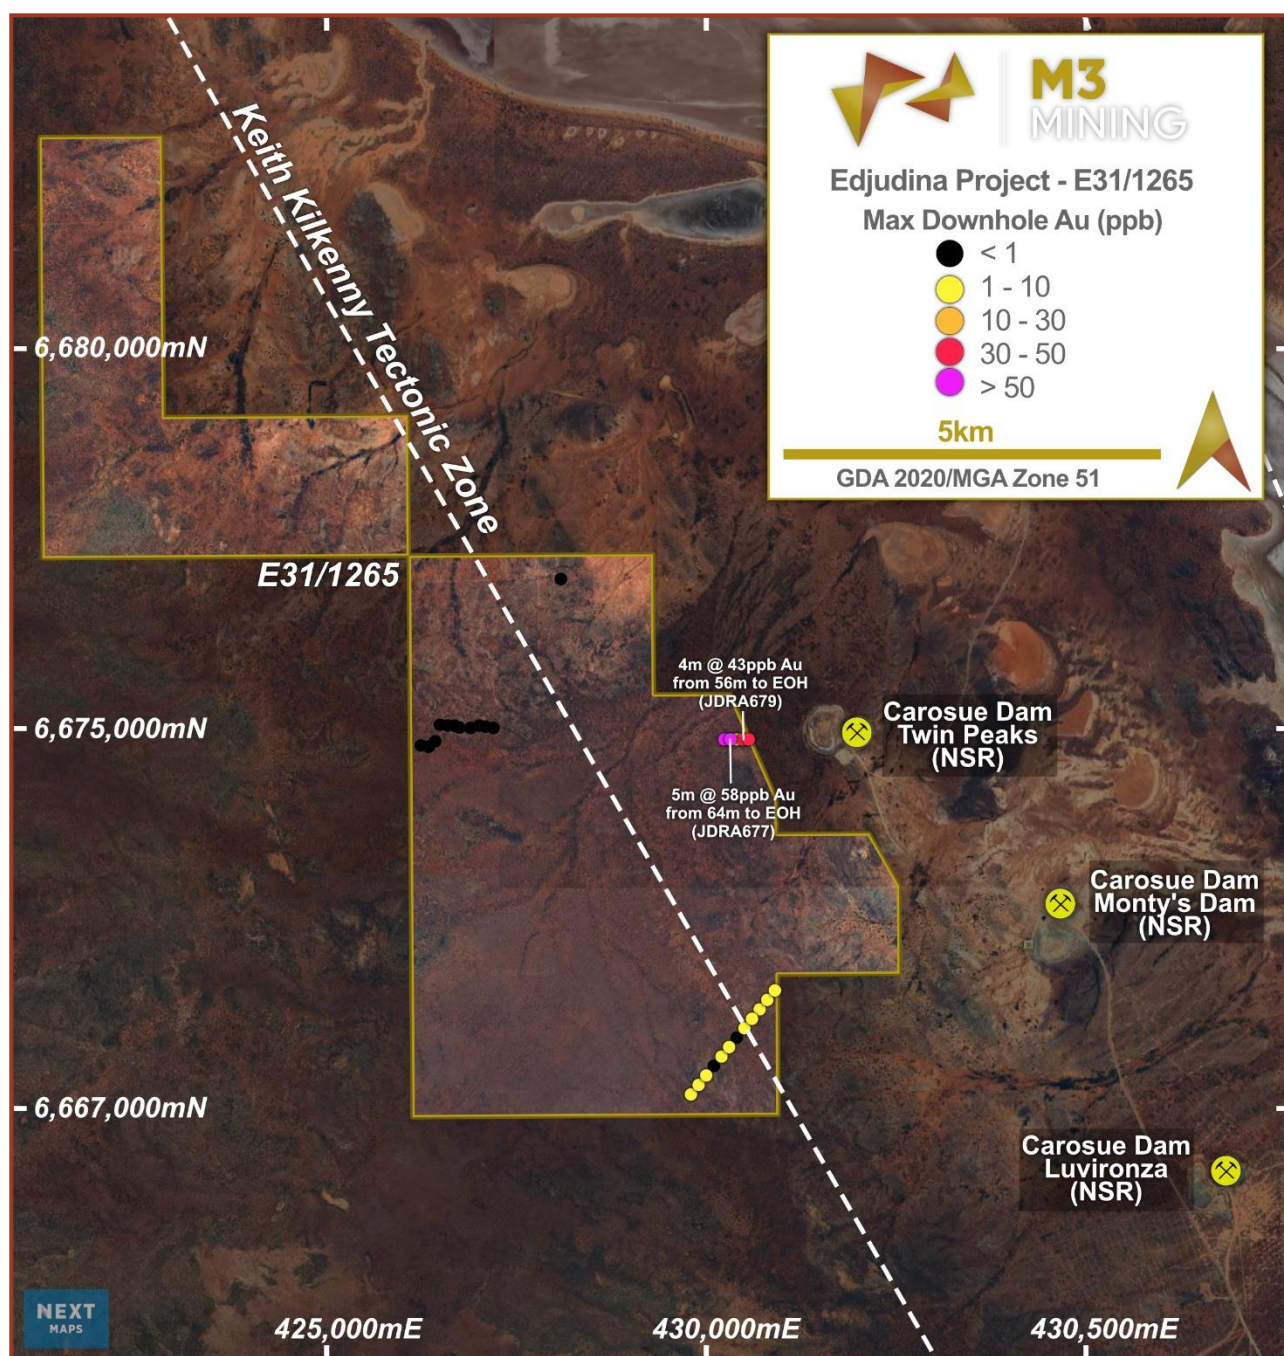 M3
MINING
Edjudina Project - E31/1265
Max Downhole Au (ppb)
< 1
1 - 10
10 - 30
30 - 50
> 50
5km
GDA 2020/MGA Zone 51
Keith Kilkenny Tectonic Zone
6,680,000mN
E31/1265
4m @ 43ppb Au
from 56m to EOH
(JDRA679)
6,675,000mN
Carosue Dam
Twin Peaks
(NSR)
5m @ 58ppb Au
from 64m to EOH
(JDRA677)
Carosue Dam
Monty's Dam
(NSR)
6,667,000mN
Carosue Dam
Luvironza
(NSR)
NEXT
MAPS
425,000mE
430,000mE
430,500mE